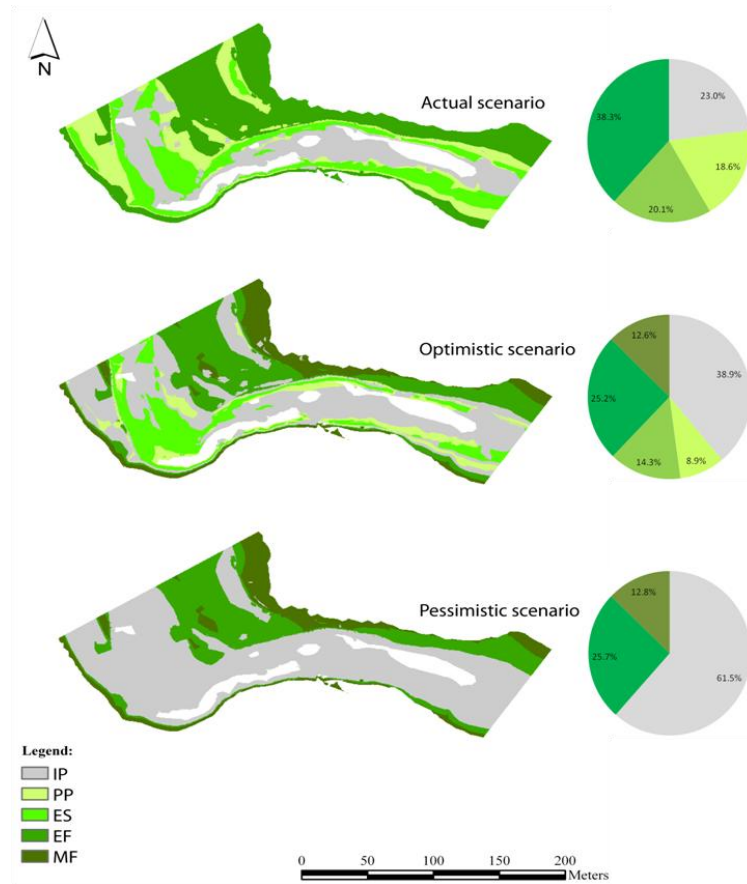 N
Actual scenario
38.3%
23.0%
18.6%
20.1%
Optimistic scenario
12.6%
38.9%
25.2%
14.3%
8.9%
Pessimistic scenario
12.8%
25.7%
61.5%
Legend:
IP
PP
ES
EF
MF
0 50 100 150 200
Meters